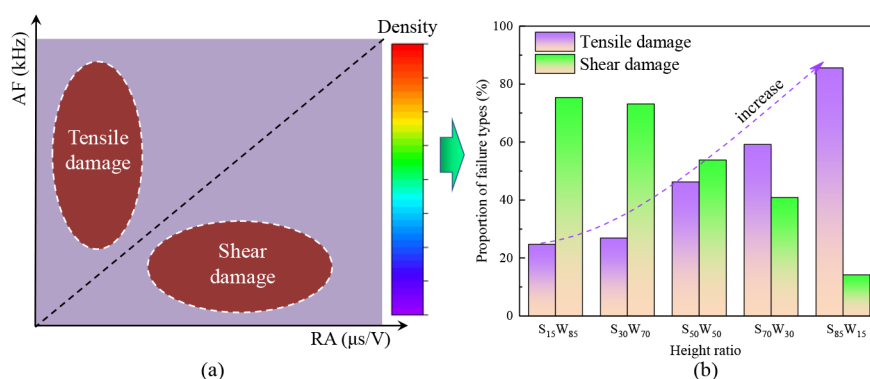 AF (kHz)
Tensile
damage
Shear
damage
RA (μs/V)
Density
(a)
Proportion of failure types (%)
100
80
60
40
20
0
Tensile damage
Shear damage
increase
S₁₅W₈₅
S₃₀W₇₀
S₅₀W₅₀
S₇₀W₃₀
S₈₅W₁₅
Height ratio
(b)